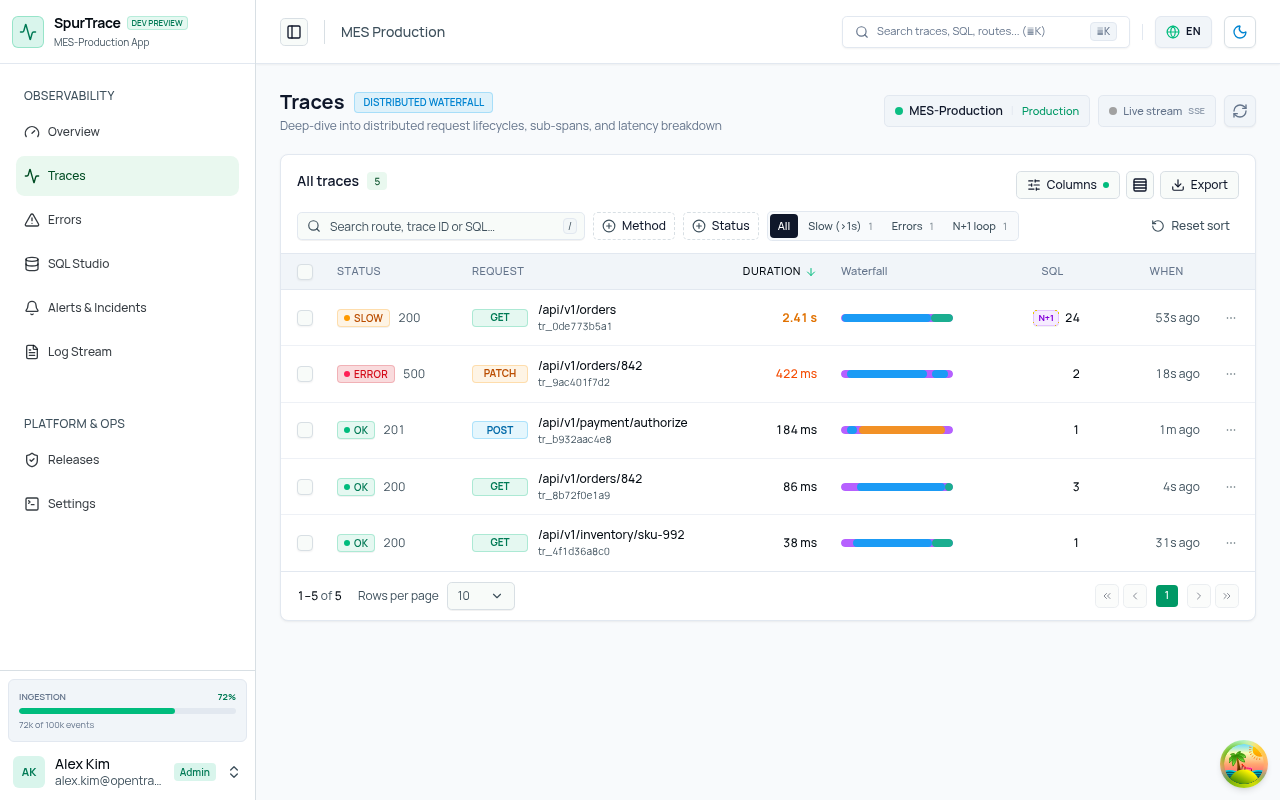 SpurTrace DEV PREVIEW
MES-Production App
OBSERVABILITY
Overview
Traces
Errors
SQL Studio
Alerts & Incidents
Log Stream
PLATFORM & OPS
Releases
Settings
INGESTION 72%
72k of 100k events
AK Alex Kim
alex.kim@opentra... Admin
MES Production
Search traces, SQL, routes... (⌘K) ⌘K
EN
Traces DISTRIBUTED WATERFALL
Deep-dive into distributed request lifecycles, sub-spans, and latency breakdown
MES-Production Production
Live stream SSE
All traces 5
Columns Export
Search route, trace ID or SQL... /
Method Status All Slow (>1s) 1 Errors 1 N+1 loop 1
Reset sort
STATUS REQUEST DURATION Waterfall SQL WHEN
SLOW 200 GET /api/v1/orders 2.41 s N+1 24 53s ago ...
tr_0de773b5a1
ERROR 500 PATCH /api/v1/orders/842 422 ms 2 18s ago ...
tr_9ac401f7d2
OK 201 POST /api/v1/payment/authorize 184 ms 1 1m ago ...
tr_b932aac4e8
OK 200 GET /api/v1/orders/842 86 ms 3 4s ago ...
tr_8b72f0e1a9
OK 200 GET /api/v1/inventory/sku-992 38 ms 1 31s ago ...
tr_4f1d36a8c0
1–5 of 5 Rows per page 10
« ‹ 1 › »